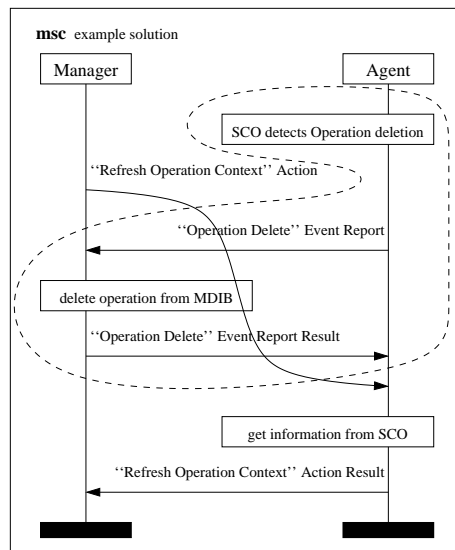 msc example solution
Manager
Agent
SCO detects Operation deletion
‘‘Refresh Operation Context’’ Action
‘‘Operation Delete’’ Event Report
delete operation from MDIB
‘‘Operation Delete’’ Event Report Result
get information from SCO
‘‘Refresh Operation Context’’ Action Result